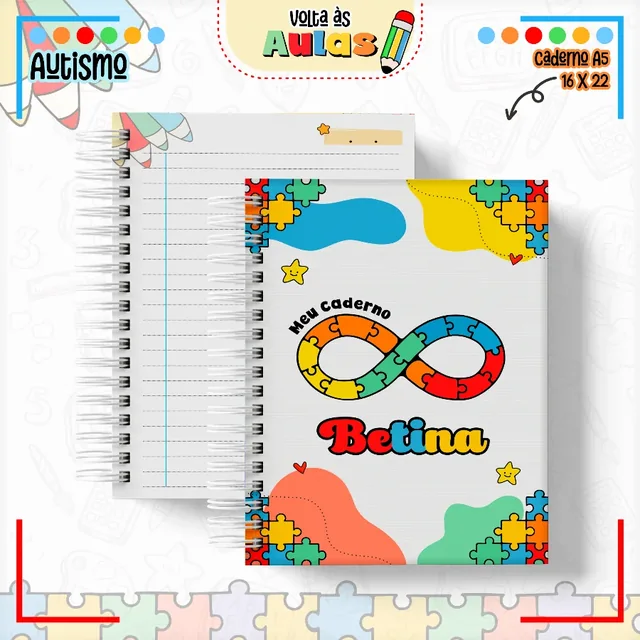 Volta às
Aulas
Autismo
Caderno A5
16 X 22
Meu Caderno
Betina